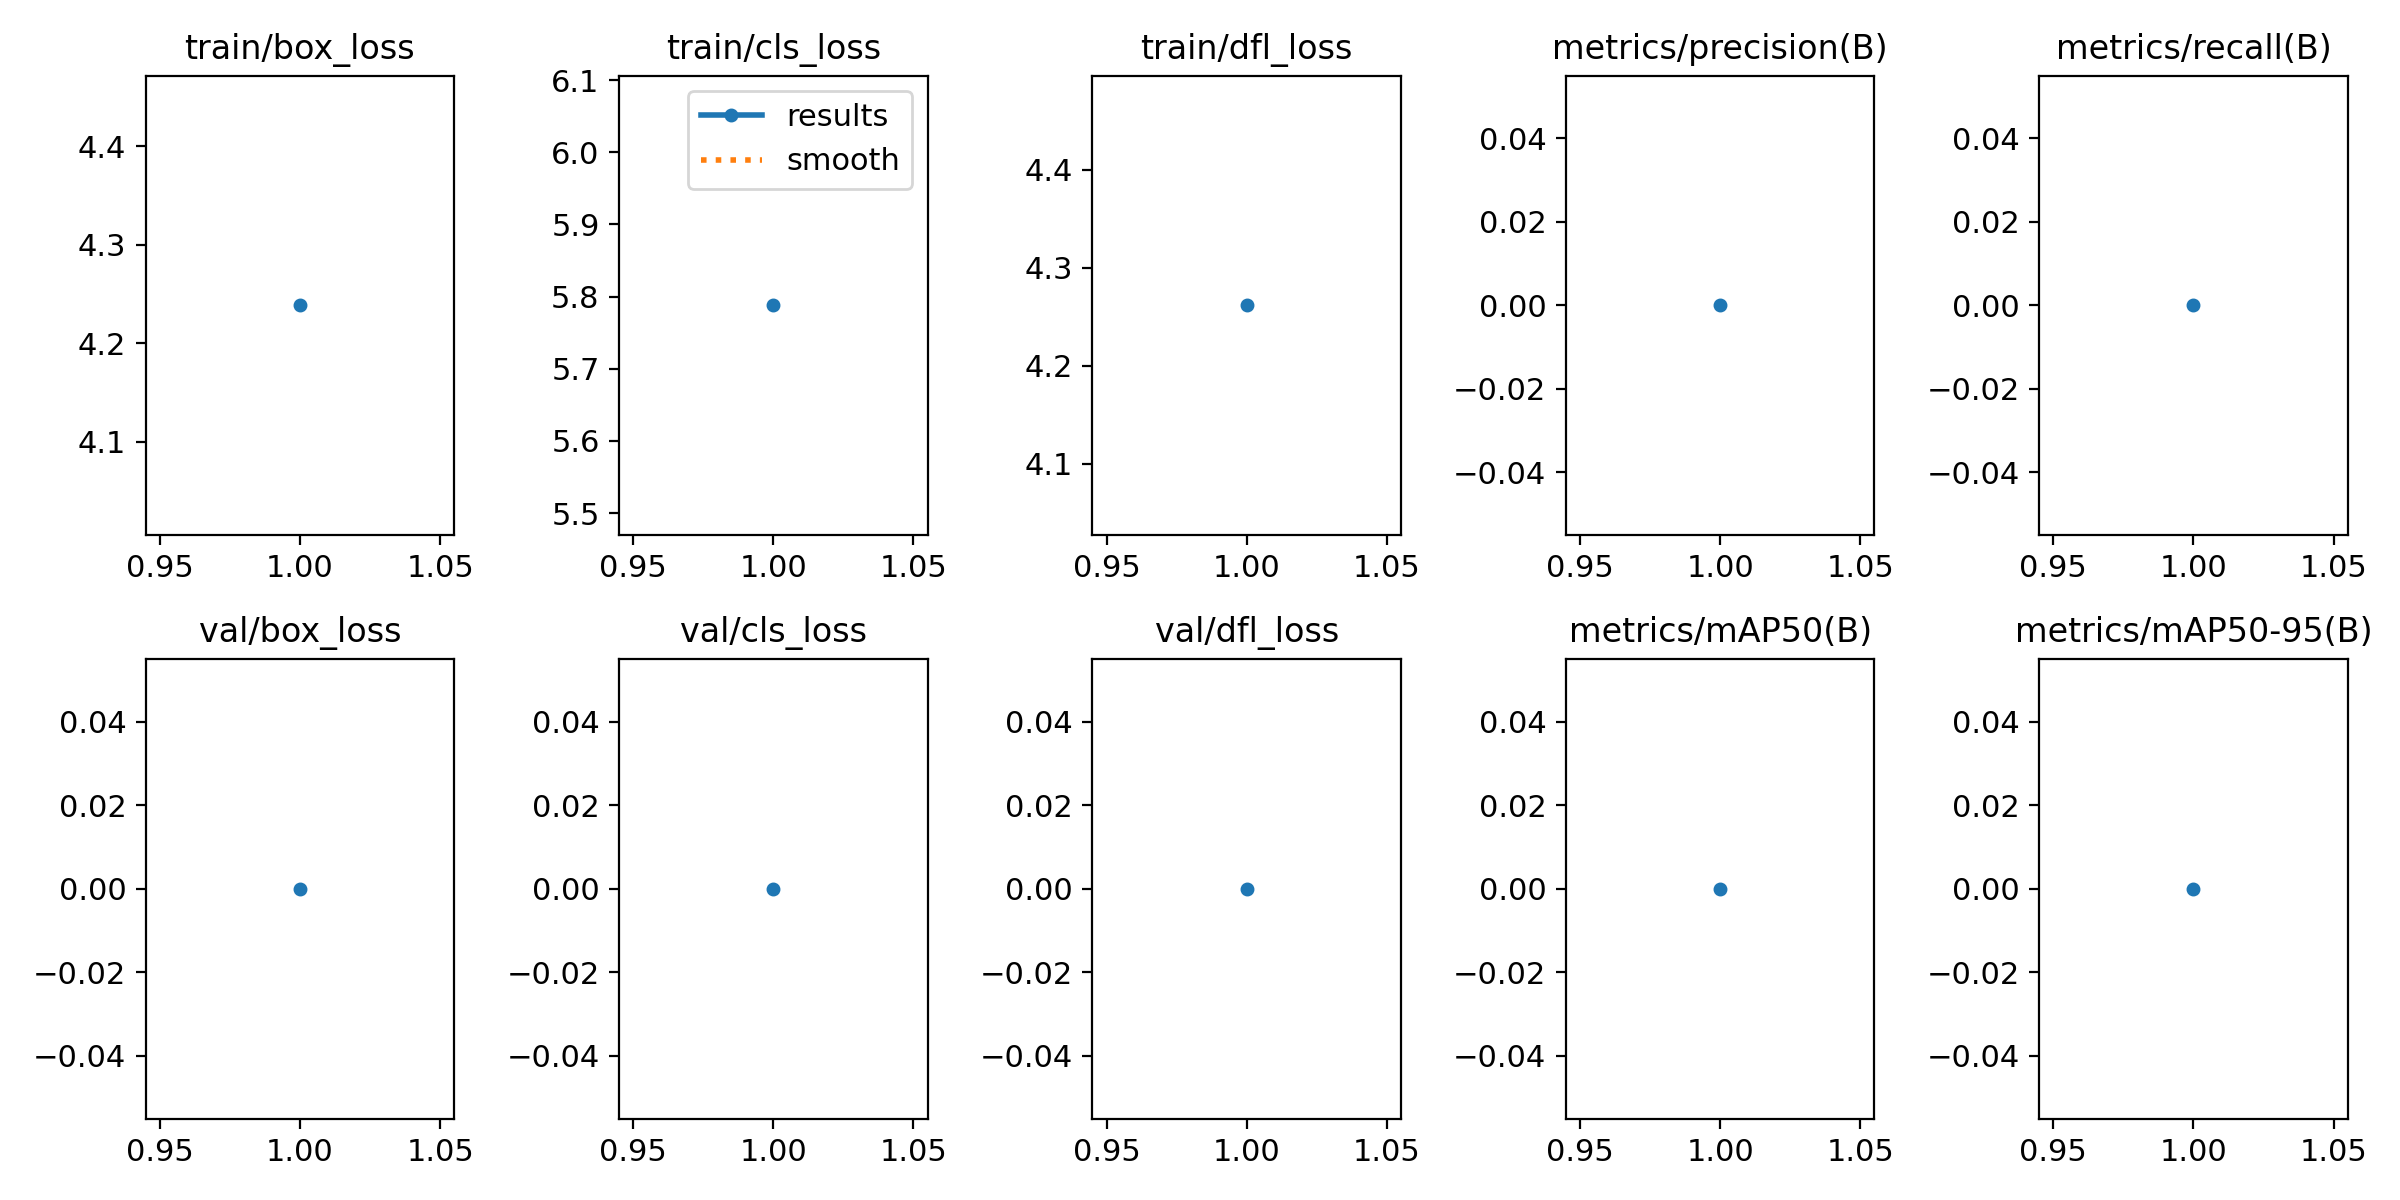 train/box_loss
4.4
4.3
4.2
4.1
0.95 1.00 1.05
train/cls_loss
6.1
6.0
5.9
5.8
5.7
5.6
5.5
results
smooth
0.95 1.00 1.05
train/dfl_loss
4.4
4.3
4.2
4.1
0.95 1.00 1.05
metrics/precision(B)
0.04
0.02
0.00
−0.02
−0.04
0.95 1.00 1.05
metrics/recall(B)
0.04
0.02
0.00
−0.02
−0.04
0.95 1.00 1.05
val/box_loss
0.04
0.02
0.00
−0.02
−0.04
0.95 1.00 1.05
val/cls_loss
0.04
0.02
0.00
−0.02
−0.04
0.95 1.00 1.05
val/dfl_loss
0.04
0.02
0.00
−0.02
−0.04
0.95 1.00 1.05
metrics/mAP50(B)
0.04
0.02
0.00
−0.02
−0.04
0.95 1.00 1.05
metrics/mAP50-95(B)
0.04
0.02
0.00
−0.02
−0.04
0.95 1.00 1.05